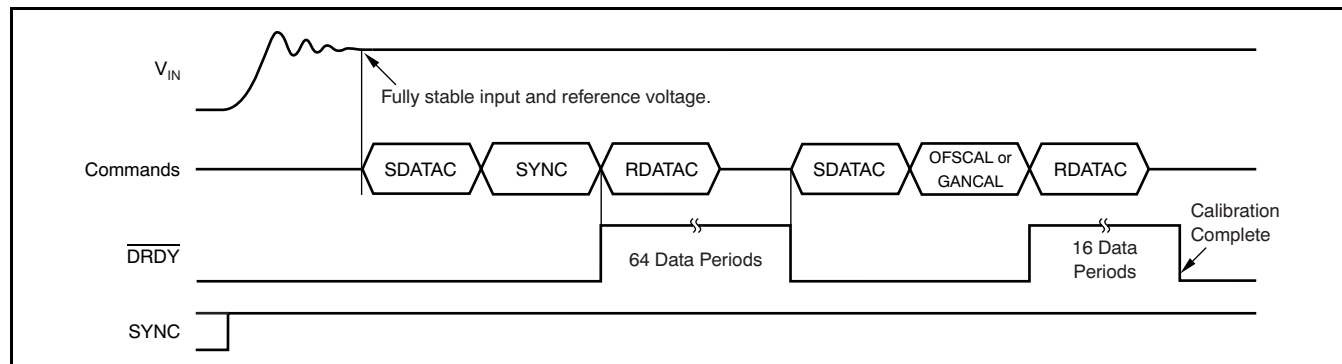 VIN
Fully stable input and reference voltage.
Commands
SDATAC
SYNC
RDATAC
SDATAC
OFSCAL or
GANCAL
RDATAC
Calibration
Complete
DRDY
64 Data Periods
16 Data
Periods
SYNC